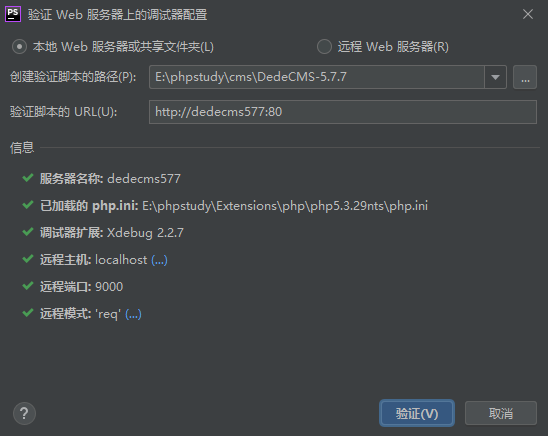 PS 验证 Web 服务器上的调试器配置
本地 Web 服务器或共享文件夹(L) 远程 Web 服务器(R)
创建验证脚本的路径(P): E:\phpstudy\cms\DedeCMS-5.7.7 ...
验证脚本的 URL(U): http://dedecms577:80
信息
服务器名称: dedecms577
已加载的 php.ini: E:\phpstudy\Extensions\php\php5.3.29nts\php.ini
调试器扩展: Xdebug 2.2.7
远程主机: localhost (...)
远程端口: 9000
远程模式: 'req' (...)
? 验证(V) 取消